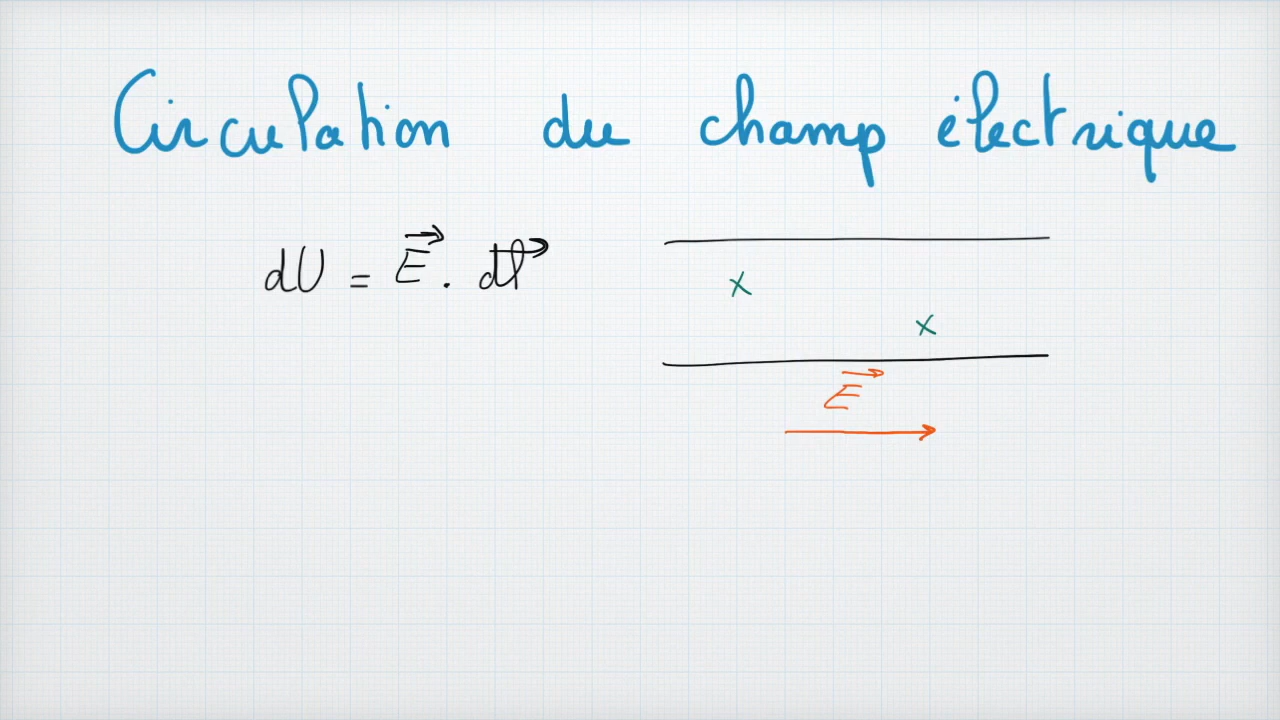 Circulation du champ électrique
dU = E⃗ . dl⃗
x
x
E⃗